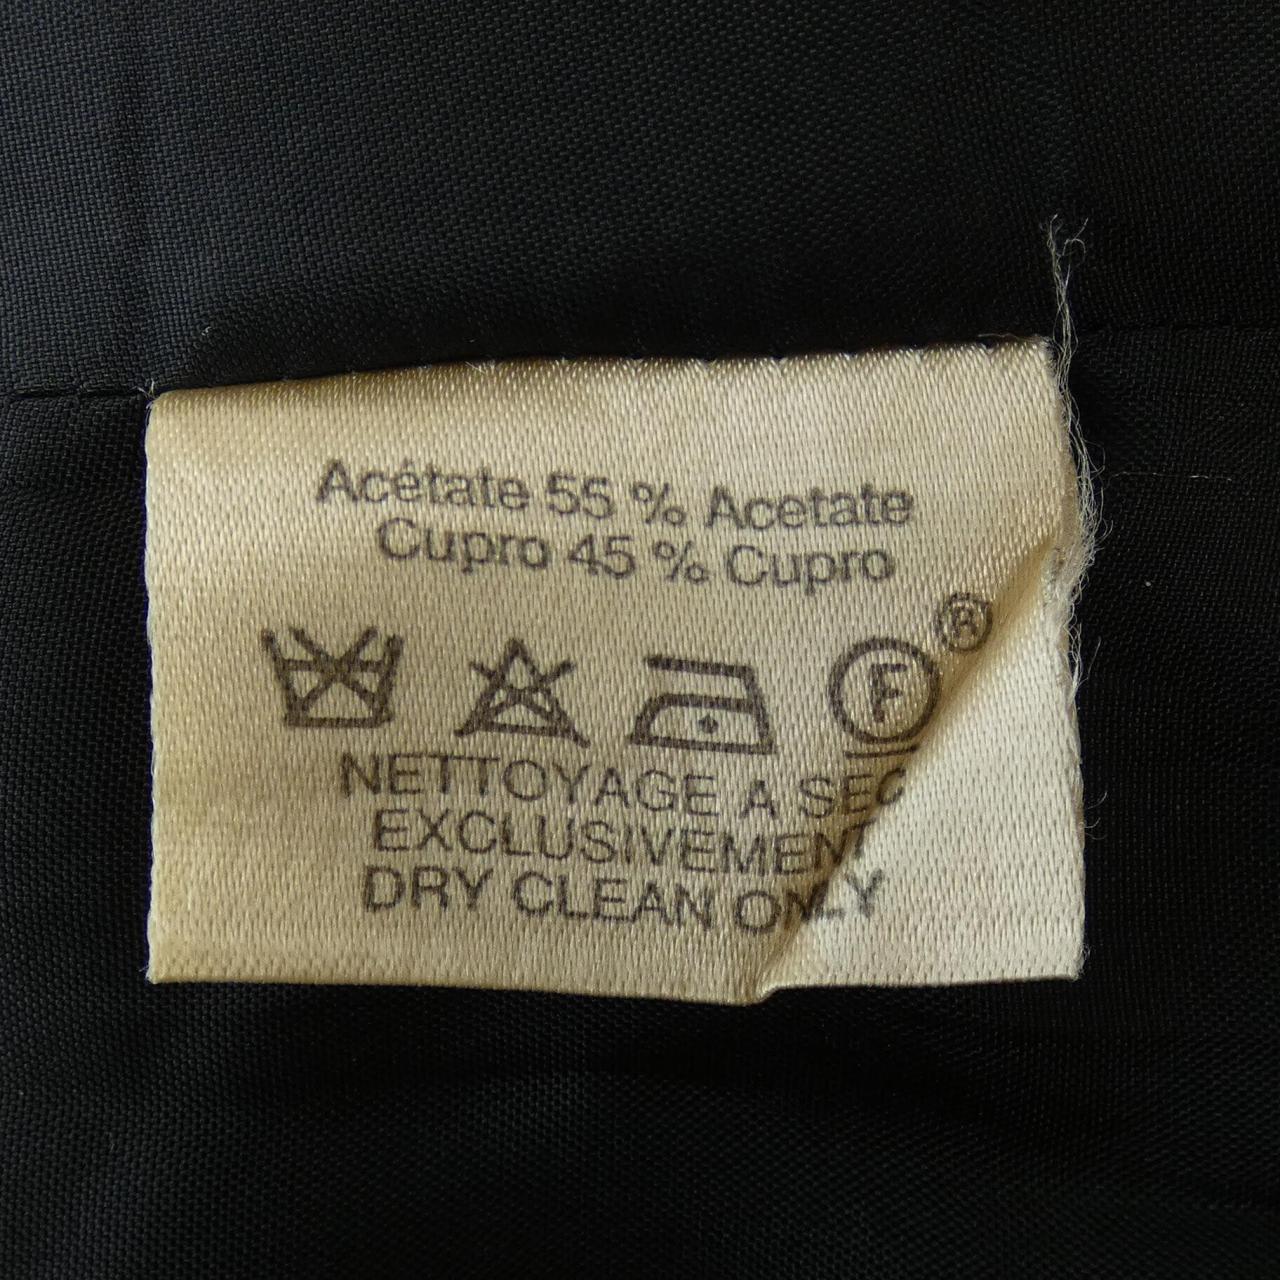 Acétate 55 % Acetate
Cupro 45 % Cupro
F ®
NETTOYAGE A SEC
EXCLUSIVEMENT
DRY CLEAN ONLY